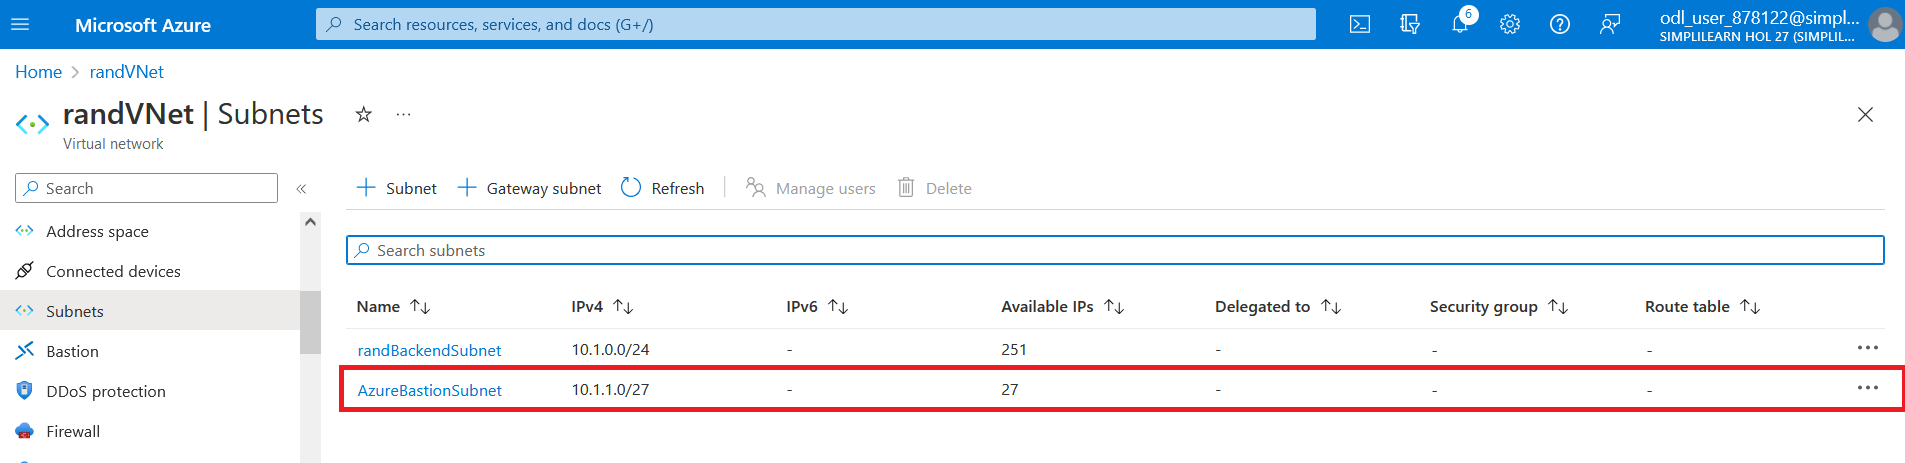 Microsoft Azure
Search resources, services, and docs (G+/)
6
odl_user_878122@simpl...
SIMPLILEARN HOL 27 (SIMPLIL...
Home > randVNet
randVNet | Subnets
Virtual network
Search
Address space
Connected devices
Subnets
Bastion
DDoS protection
Firewall
+ Subnet + Gateway subnet Refresh Manage users Delete
Search subnets
Name ↑↓ IPv4 ↑↓ IPv6 ↑↓ Available IPs ↑↓ Delegated to ↑↓ Security group ↑↓ Route table ↑↓
randBackendSubnet 10.1.0.0/24 - 251 - - -
AzureBastionSubnet 10.1.1.0/27 - 27 - - -